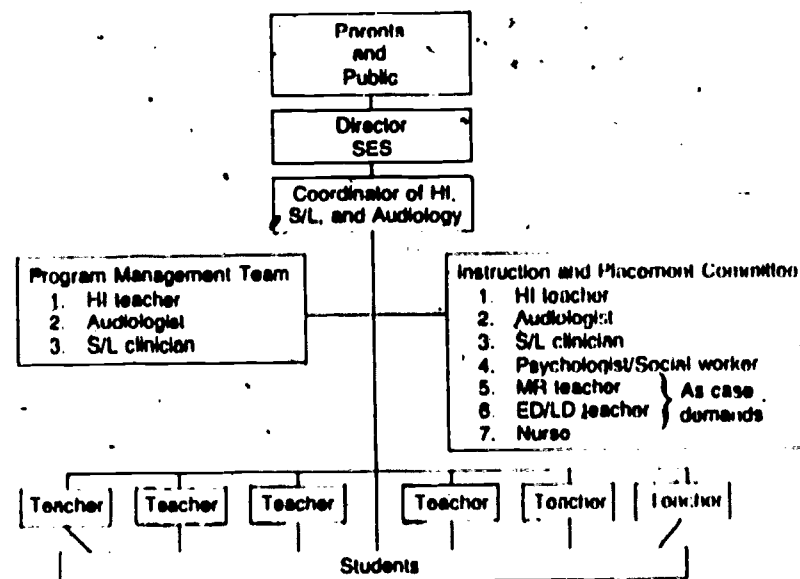 Parents
and
Public
Director
SES
Coordinator of HI,
S/L, and Audiology
Program Management Team
1. HI teacher
2. Audiologist
3. S/L clinician
Instruction and Placement Committee
1. HI teacher
2. Audiologist
3. S/L clinician
4. Psychologist/Social worker
5. MR teacher
6. ED/LD teacher
7. Nurse
As case
demands
Teacher
Teacher
Teacher
Teacher
Teacher
Teacher
Students